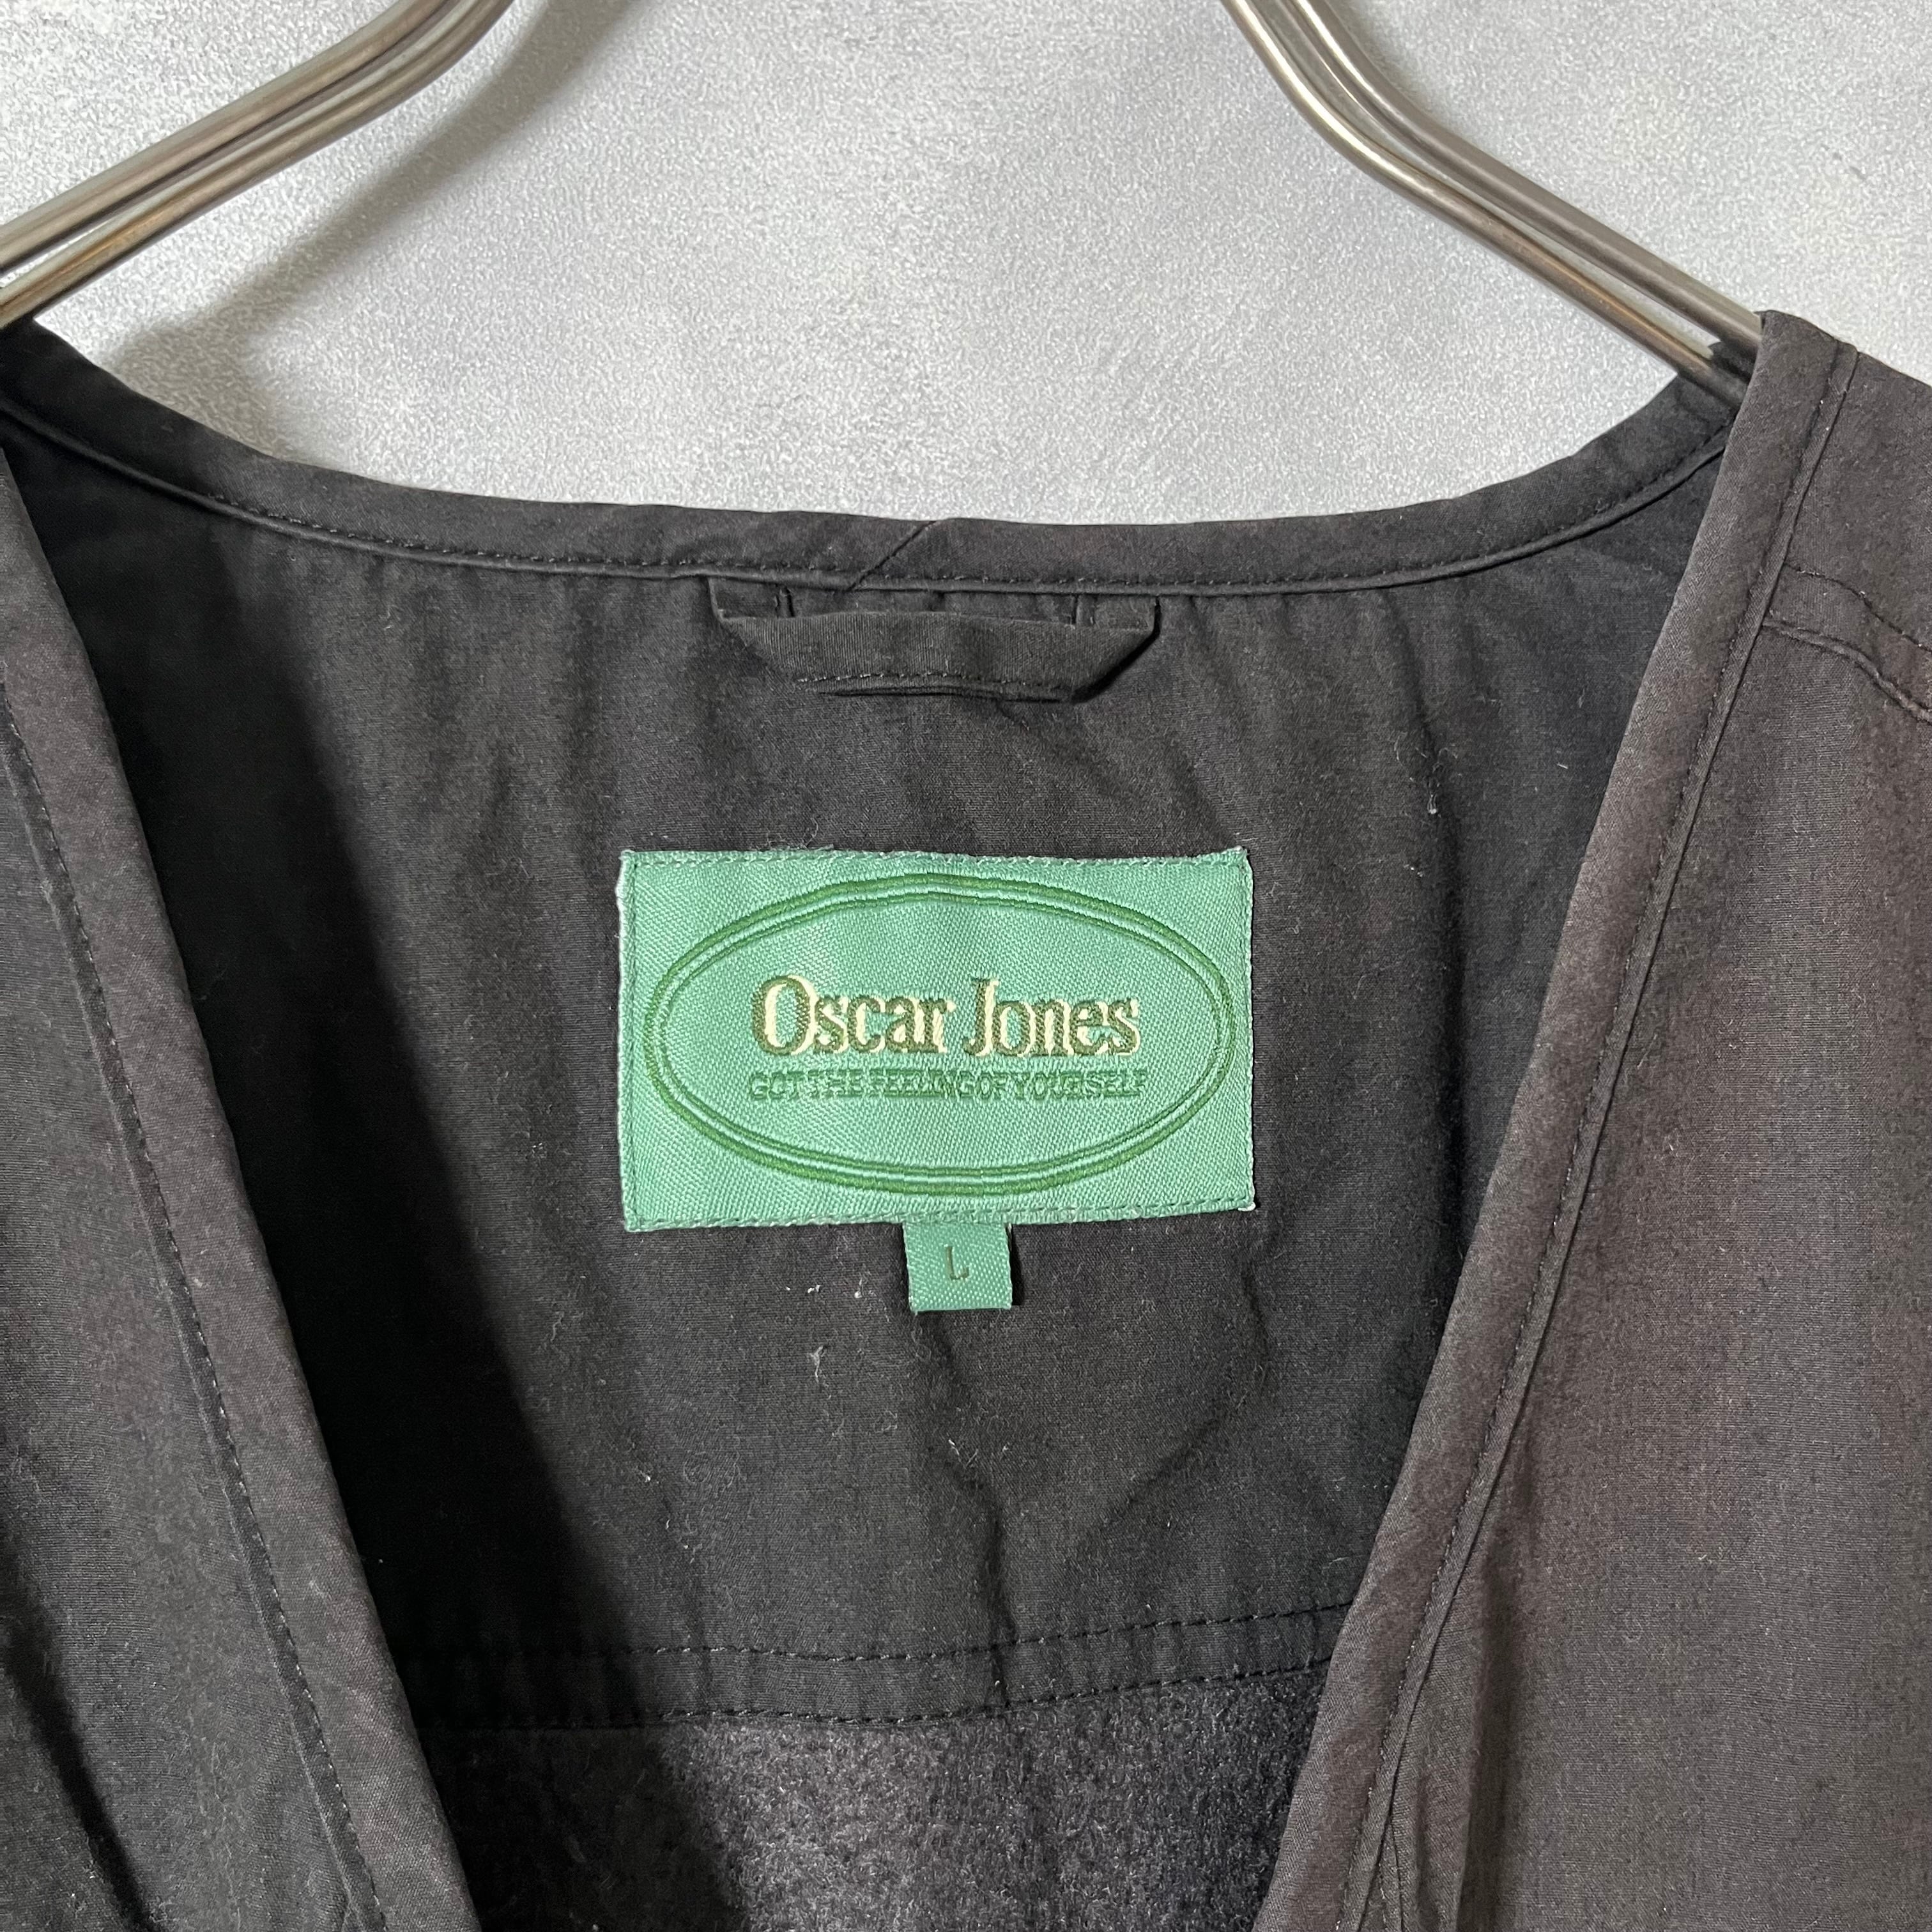 Oscar Jones
GOT THE FEELING OF YOURSELF
L